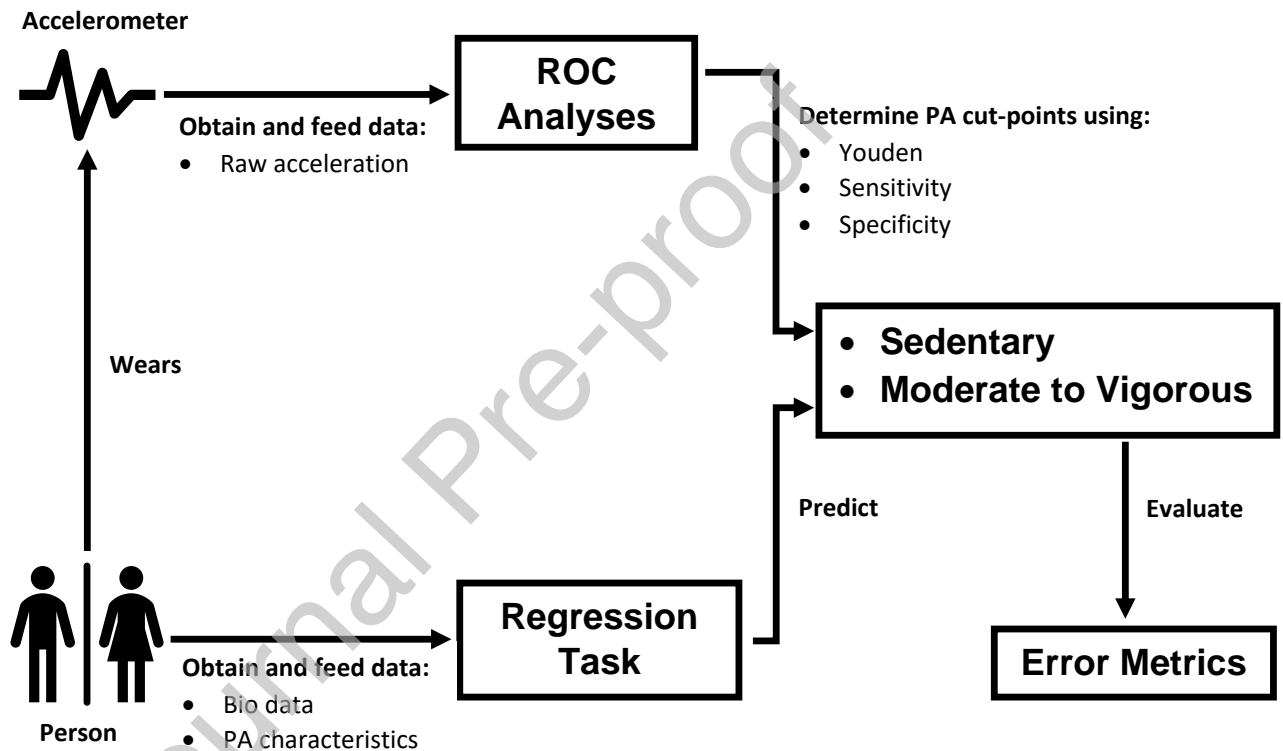 Accelerometer
ROC
Analyses
Obtain and feed data:
• Raw acceleration
Determine PA cut-points using:
• Youden
• Sensitivity
• Specificity
Wears
• Sedentary
• Moderate to Vigorous
Predict
Evaluate
Regression
Task
Error Metrics
Obtain and feed data:
• Bio data
• PA characteristics
Person
urnal Pre-proof